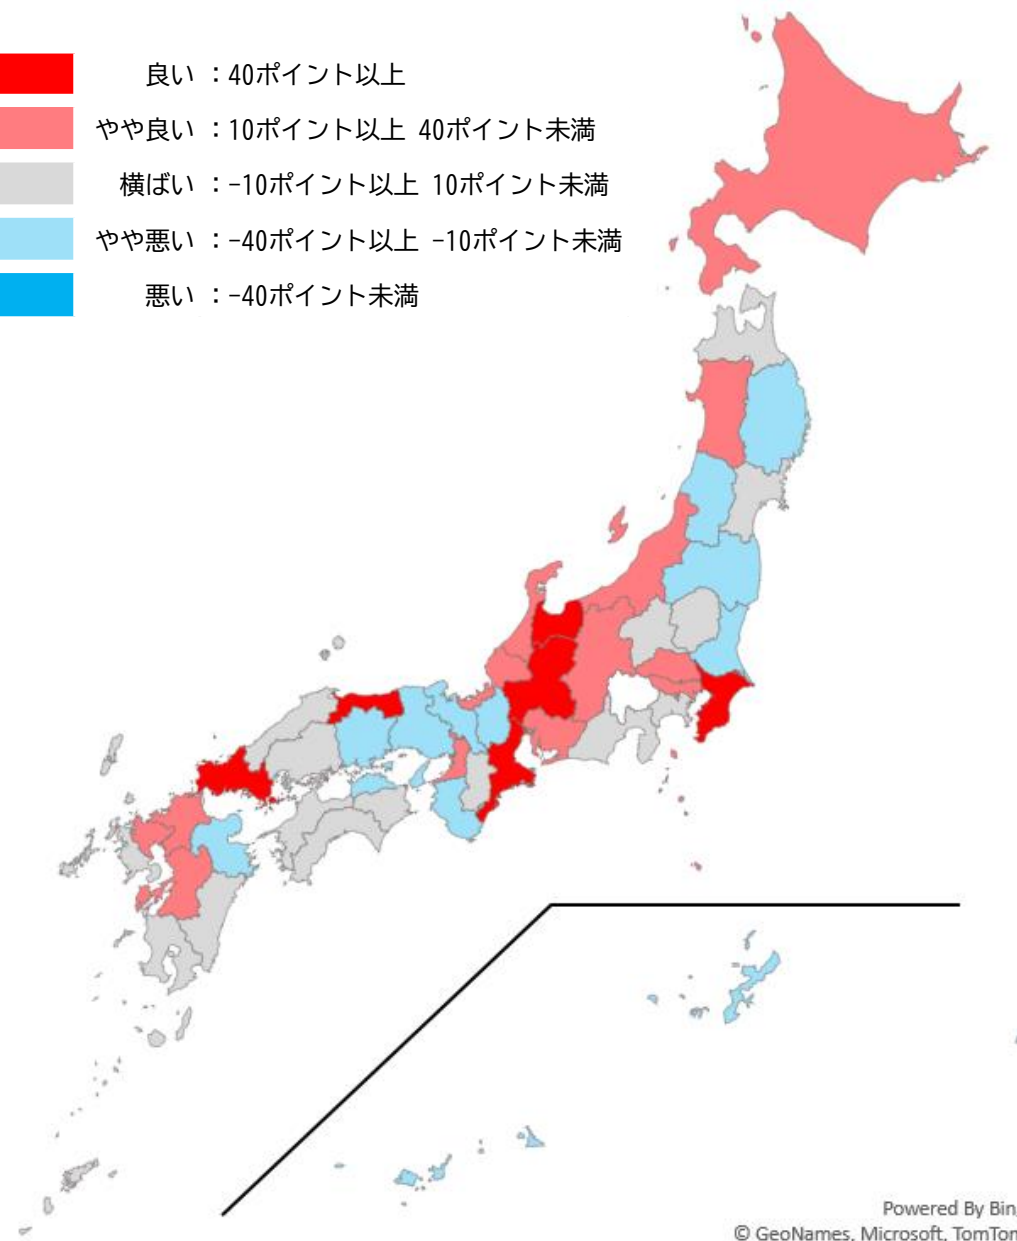 良い ：40ポイント以上
やや良い ：10ポイント以上 40ポイント未満
横ばい ：-10ポイント以上 10ポイント未満
やや悪い ：-40ポイント以上 -10ポイント未満
悪い ：-40ポイント未満
Powered By Bin
© GeoNames, Microsoft, TomTom